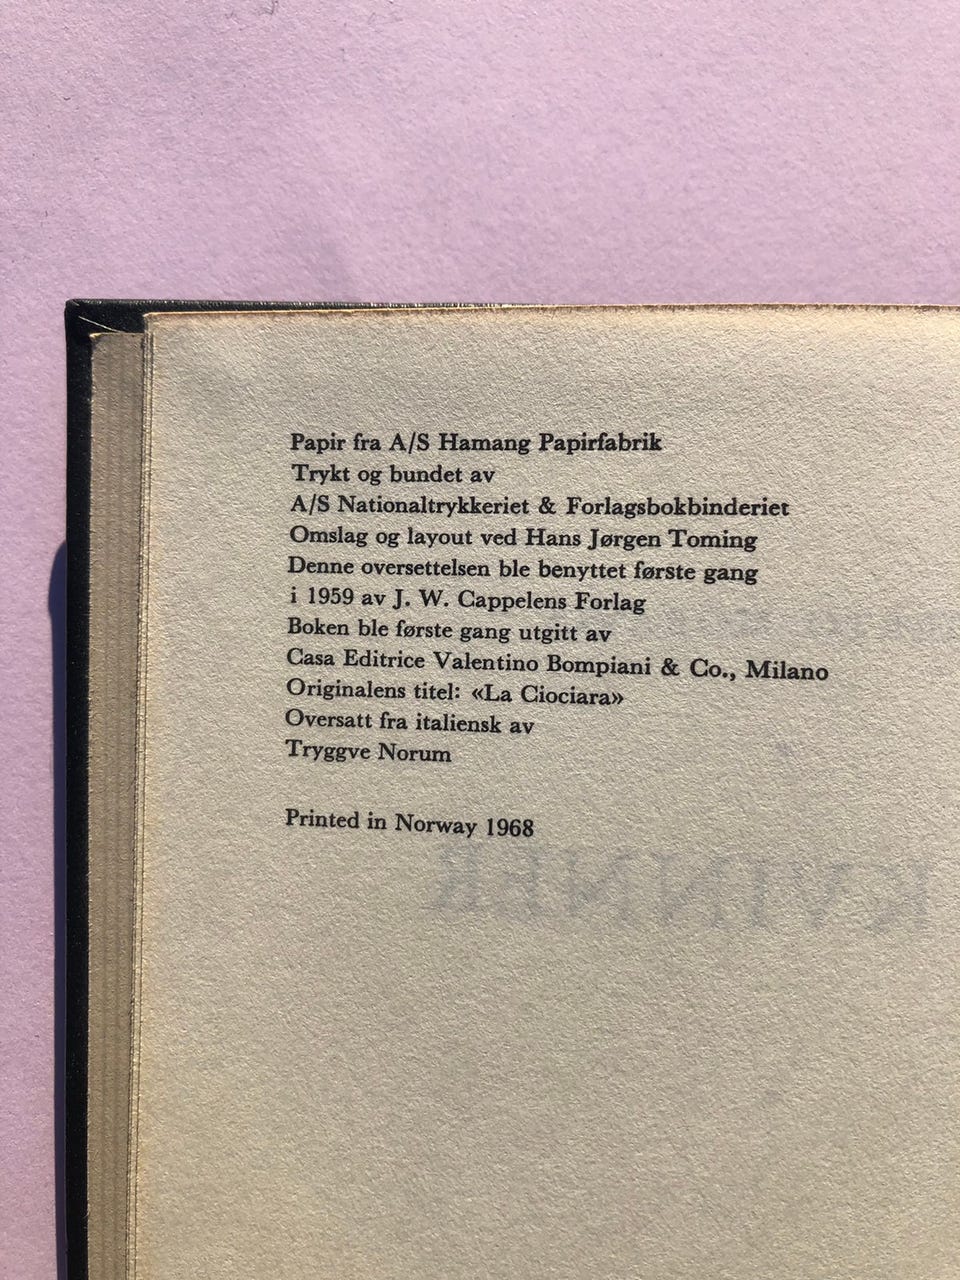 Papir fra A/S Hamang Papirfabrik
Trykt og bundet av
A/S Nationaltrykkeriet & Forlagsbokbinderiet
Omslag og layout ved Hans Jørgen Toming
Denne oversettelsen ble benyttet første gang
i 1959 av J. W. Cappelens Forlag
Boken ble første gang utgitt av
Casa Editrice Valentino Bompiani & Co., Milano
Originalens titel: «La Ciociara»
Oversatt fra italiensk av
Tryggve Norum
Printed in Norway 1968
KVINNER